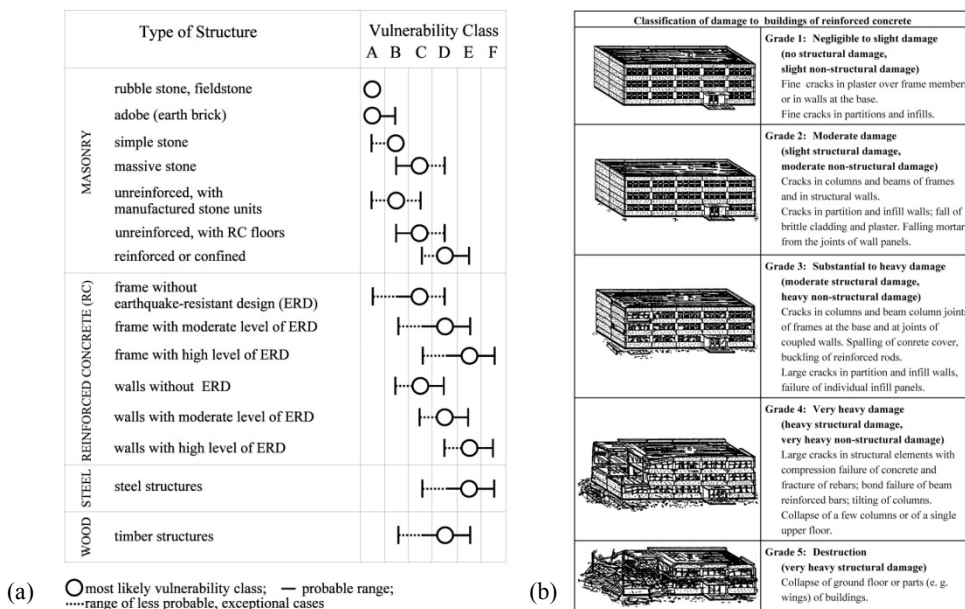 Type of Structure
Vulnerability Class
A B C D E F
MASONRY
rubble stone, fieldstone
adobe (earth brick)
simple stone
massive stone
unreinforced, with
manufactured stone units
unreinforced, with RC floors
reinforced or confined
REINFORCED CONCRETE (RC)
frame without
earthquake-resistant design (ERD)
frame with moderate level of ERD
frame with high level of ERD
walls without ERD
walls with moderate level of ERD
walls with high level of ERD
STEEL
steel structures
WOOD
timber structures
(a)
most likely vulnerability class; probable range;
range of less probable, exceptional cases
(b)
Classification of damage to buildings of reinforced concrete
Grade 1: Negligible to slight damage
(no structural damage,
slight non-structural damage)
Fine cracks in plaster over frame members
or in walls at the base.
Fine cracks in partitions and infills.
Grade 2: Moderate damage
(slight structural damage,
moderate non-structural damage)
Cracks in columns and beams of frames
and in structural walls.
Cracks in partition and infill walls; fall of
brittle cladding and plaster. Falling mortar
from the joints of wall panels.
Grade 3: Substantial to heavy damage
(moderate structural damage,
heavy non-structural damage)
Cracks in columns and beam column joints
of frames at the base and at joints of
coupled walls. Spalling of conrete cover,
buckling of reinforced rods.
Large cracks in partition and infill walls,
failure of individual infill panels.
Grade 4: Very heavy damage
(heavy structural damage,
very heavy non-structural damage)
Large cracks in structural elements with
compression failure of concrete and
fracture of rebars; bond failure of beam
reinforced bars; tilting of columns.
Collapse of a few columns or of a single
upper floor.
Grade 5: Destruction
(very heavy structural damage)
Collapse of ground floor or parts (e. g.
wings) of buildings.